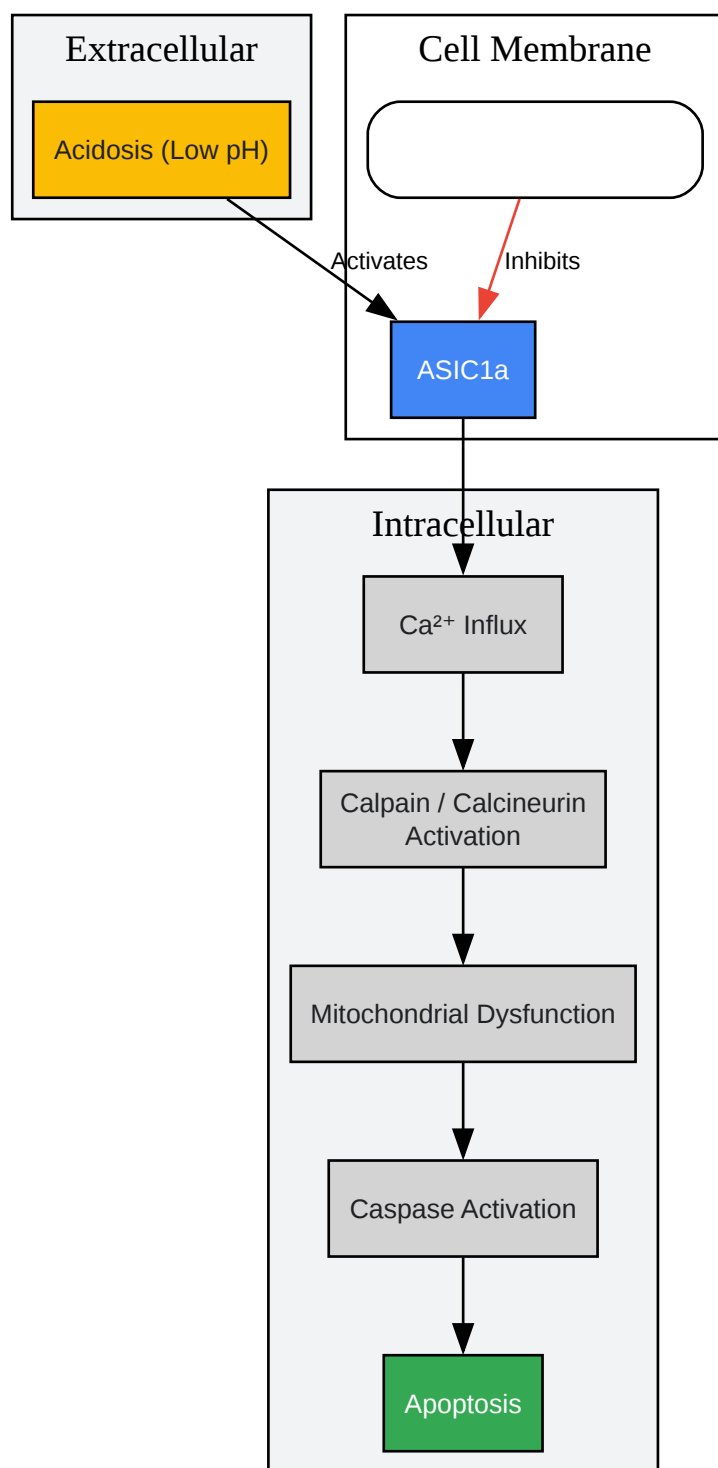 Extracellular
Cell Membrane
Acidosis (Low pH)
Activates
Inhibits
ASIC1a
Intracellular
Ca²⁺ Influx
Calpain / Calcineurin
Activation
Mitochondrial Dysfunction
Caspase Activation
Apoptosis